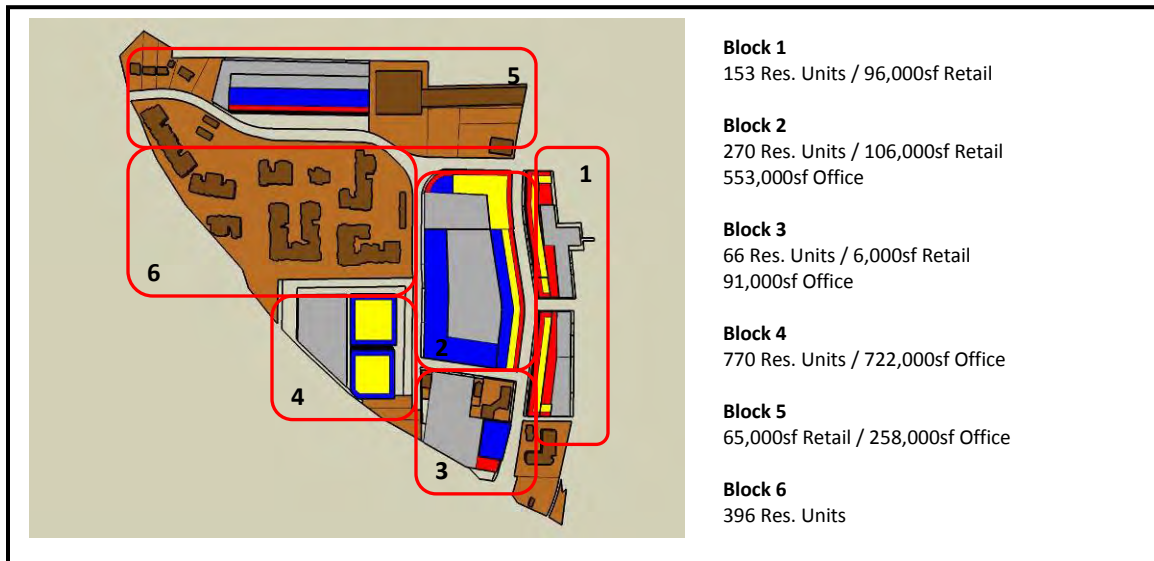 5
1
6
2
4
3
Block 1
153 Res. Units / 96,000sf Retail
Block 2
270 Res. Units / 106,000sf Retail
553,000sf Office
Block 3
66 Res. Units / 6,000sf Retail
91,000sf Office
Block 4
770 Res. Units / 722,000sf Office
Block 5
65,000sf Retail / 258,000sf Office
Block 6
396 Res. Units